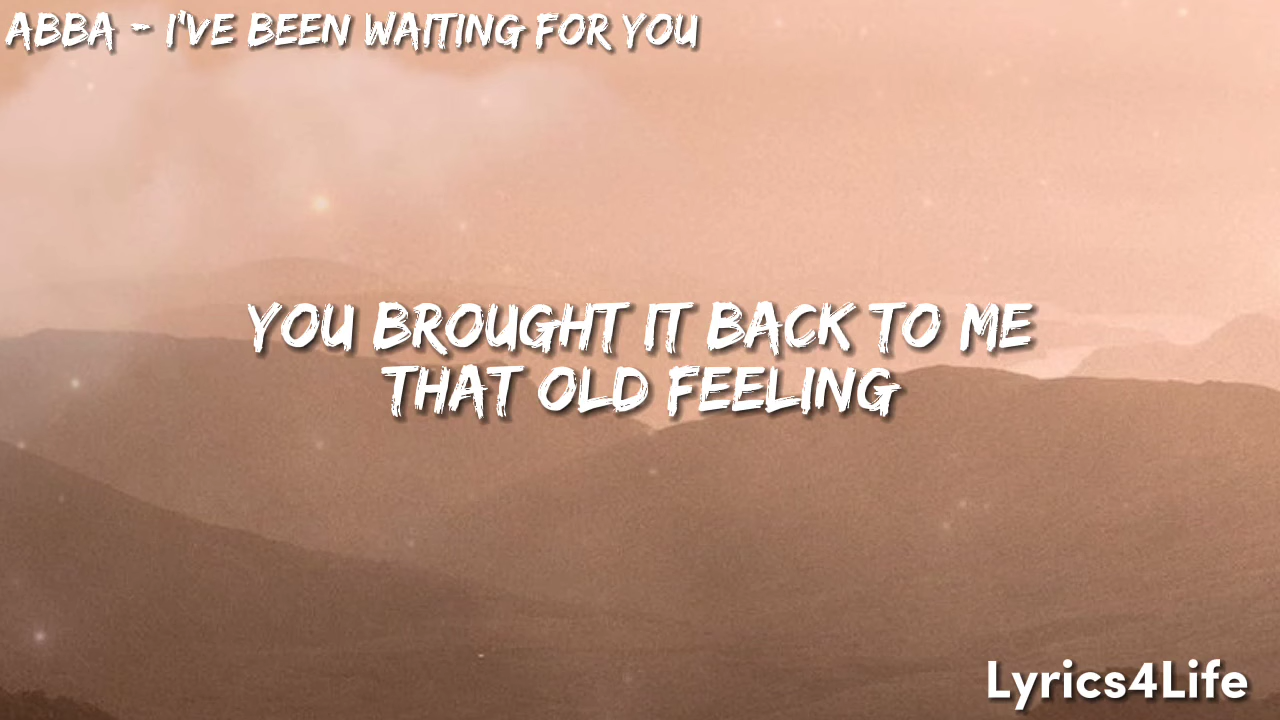 ABBA - I'VE BEEN WAITING FOR YOU
YOU BROUGHT IT BACK TO ME
THAT OLD FEELING
Lyrics4Life